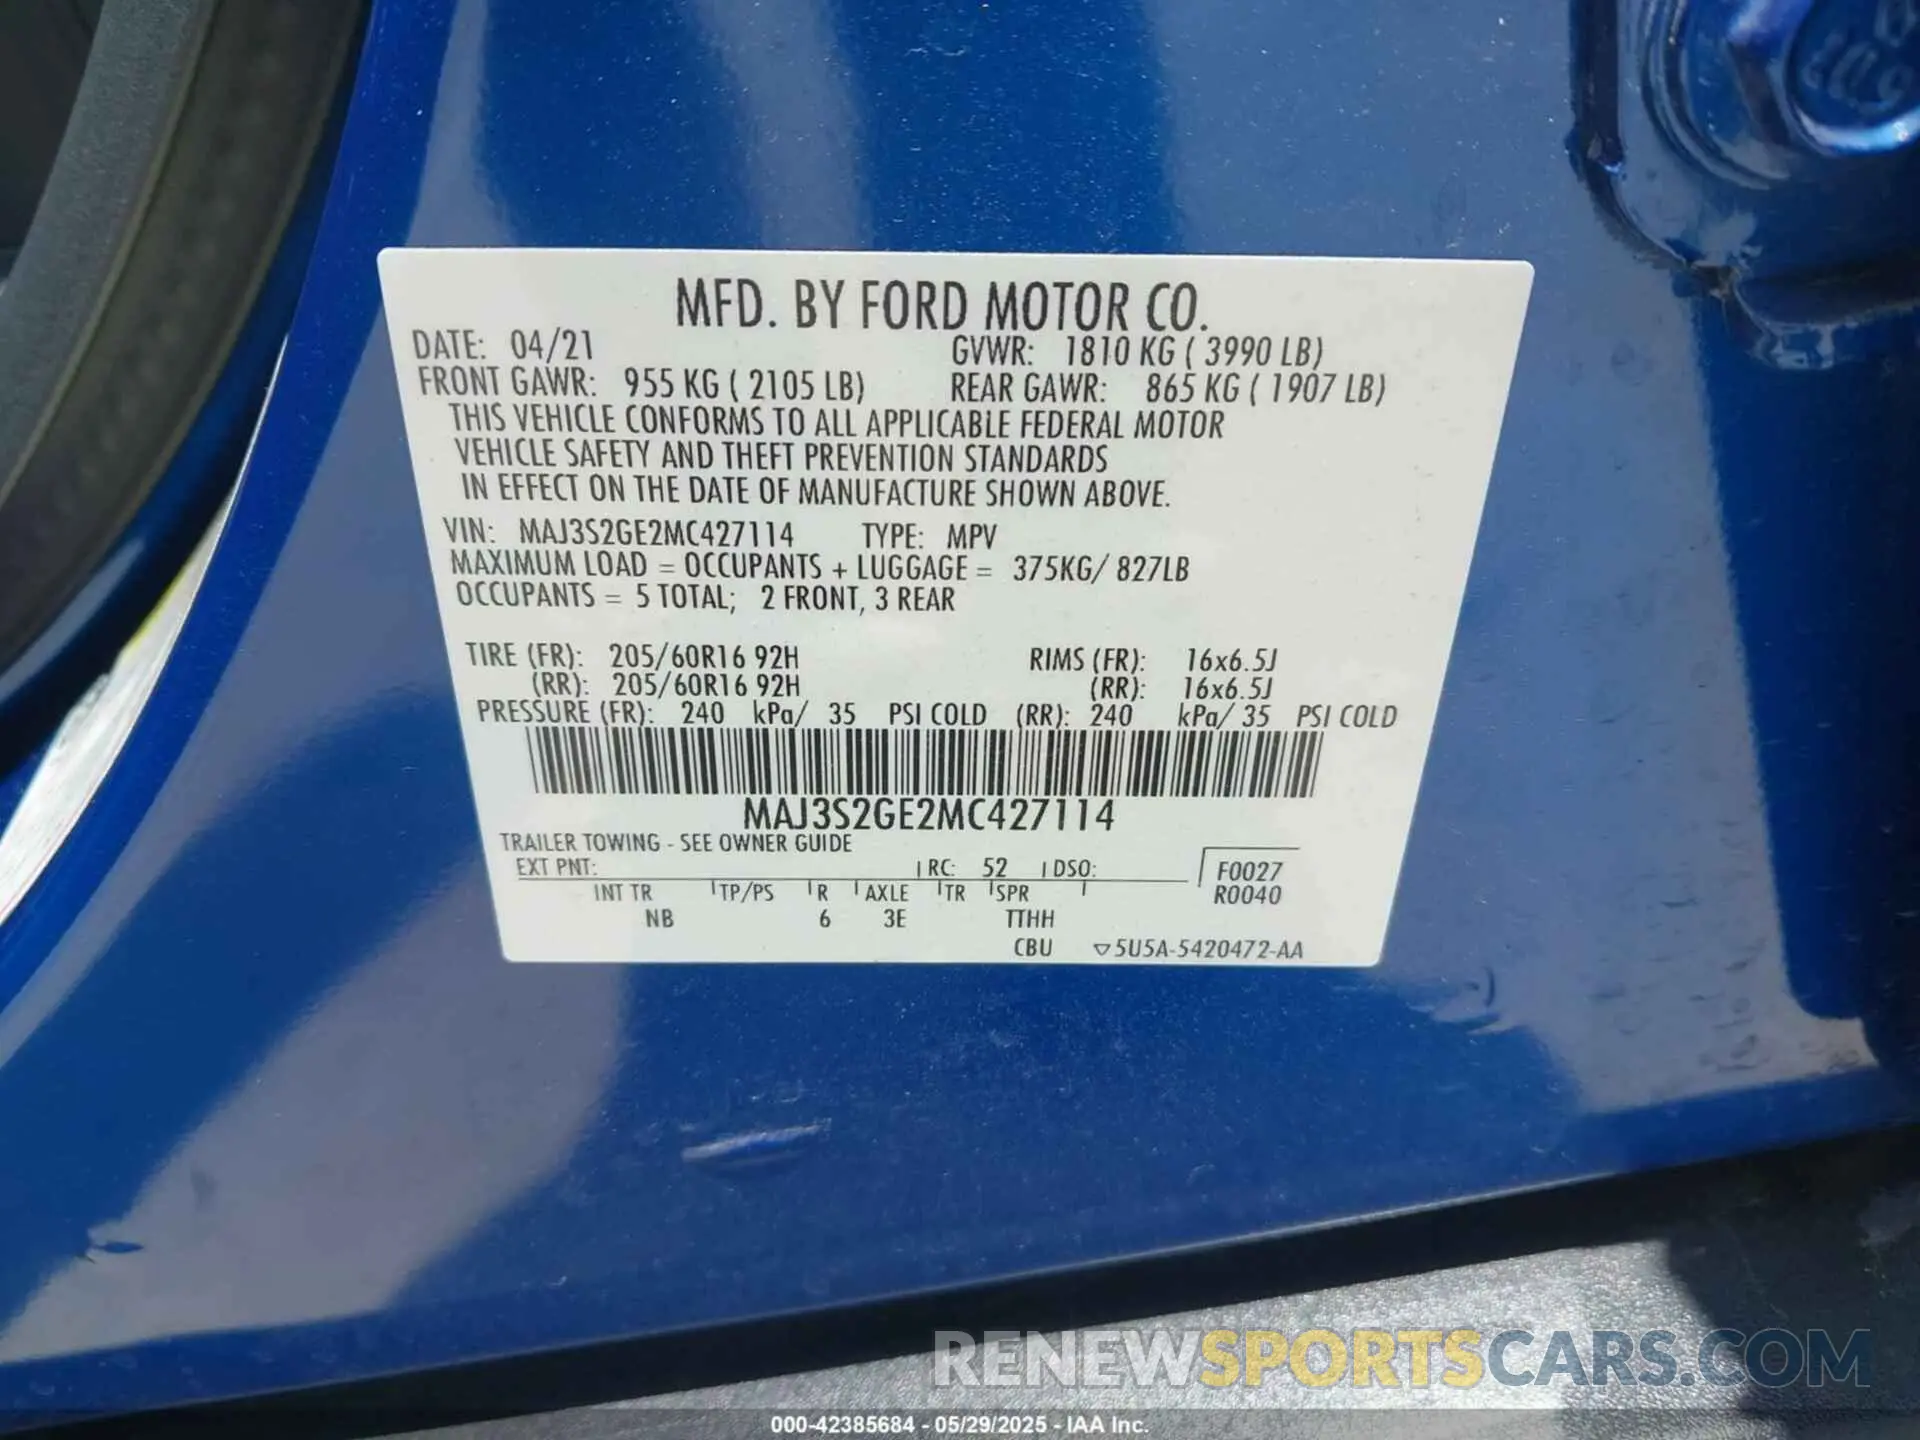 MFD. BY FORD MOTOR CO.
DATE: 04/21 GVWR: 1810 KG ( 3990 LB)
FRONT GAWR: 955 KG ( 2105 LB) REAR GAWR: 865 KG ( 1907 LB)
THIS VEHICLE CONFORMS TO ALL APPLICABLE FEDERAL MOTOR
VEHICLE SAFETY AND THEFT PREVENTION STANDARDS
IN EFFECT ON THE DATE OF MANUFACTURE SHOWN ABOVE.
VIN: MAJ3S2GE2MC427114 TYPE: MPV
MAXIMUM LOAD = OCCUPANTS + LUGGAGE = 375KG/ 827LB
OCCUPANTS = 5 TOTAL; 2 FRONT, 3 REAR
TIRE (FR): 205/60R16 92H RIMS (FR): 16x6.5J
(RR): 205/60R16 92H (RR): 16x6.5J
PRESSURE (FR): 240 kPa/ 35 PSI COLD (RR): 240 kPa/ 35 PSI COLD
MAJ3S2GE2MC427114
TRAILER TOWING - SEE OWNER GUIDE
EXT PNT: RC: 52 DSO: F0027
INT TR TP/PS R AXLE TR SPR R0040
NB 6 3E TTHH
CBU ▽5U5A-5420472-AA
RENEWSPORTSCARS.COM
000-42385684 - 05/29/2025 - IAA Inc.